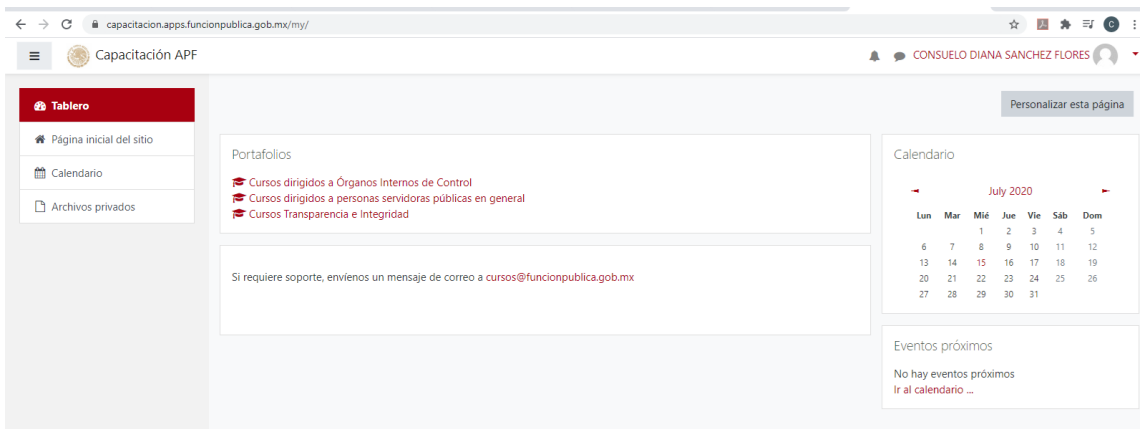 capacitacion.apps.funcionpublica.gob.mx/my/
C
Capacitación APF
CONSUELO DIANA SANCHEZ FLORES
Tablero
Página inicial del sitio
Calendario
Archivos privados
Personalizar esta página
Portafolios
Cursos dirigidos a Órganos Internos de Control
Cursos dirigidos a personas servidoras públicas en general
Cursos Transparencia e Integridad
Si requiere soporte, envíenos un mensaje de correo a cursos@funcionpublica.gob.mx
Calendario
July 2020
Lun Mar Mié Jue Vie Sáb Dom
1 2 3 4 5
6 7 8 9 10 11 12
13 14 15 16 17 18 19
20 21 22 23 24 25 26
27 28 29 30 31
Eventos próximos
No hay eventos próximos
Ir al calendario ...